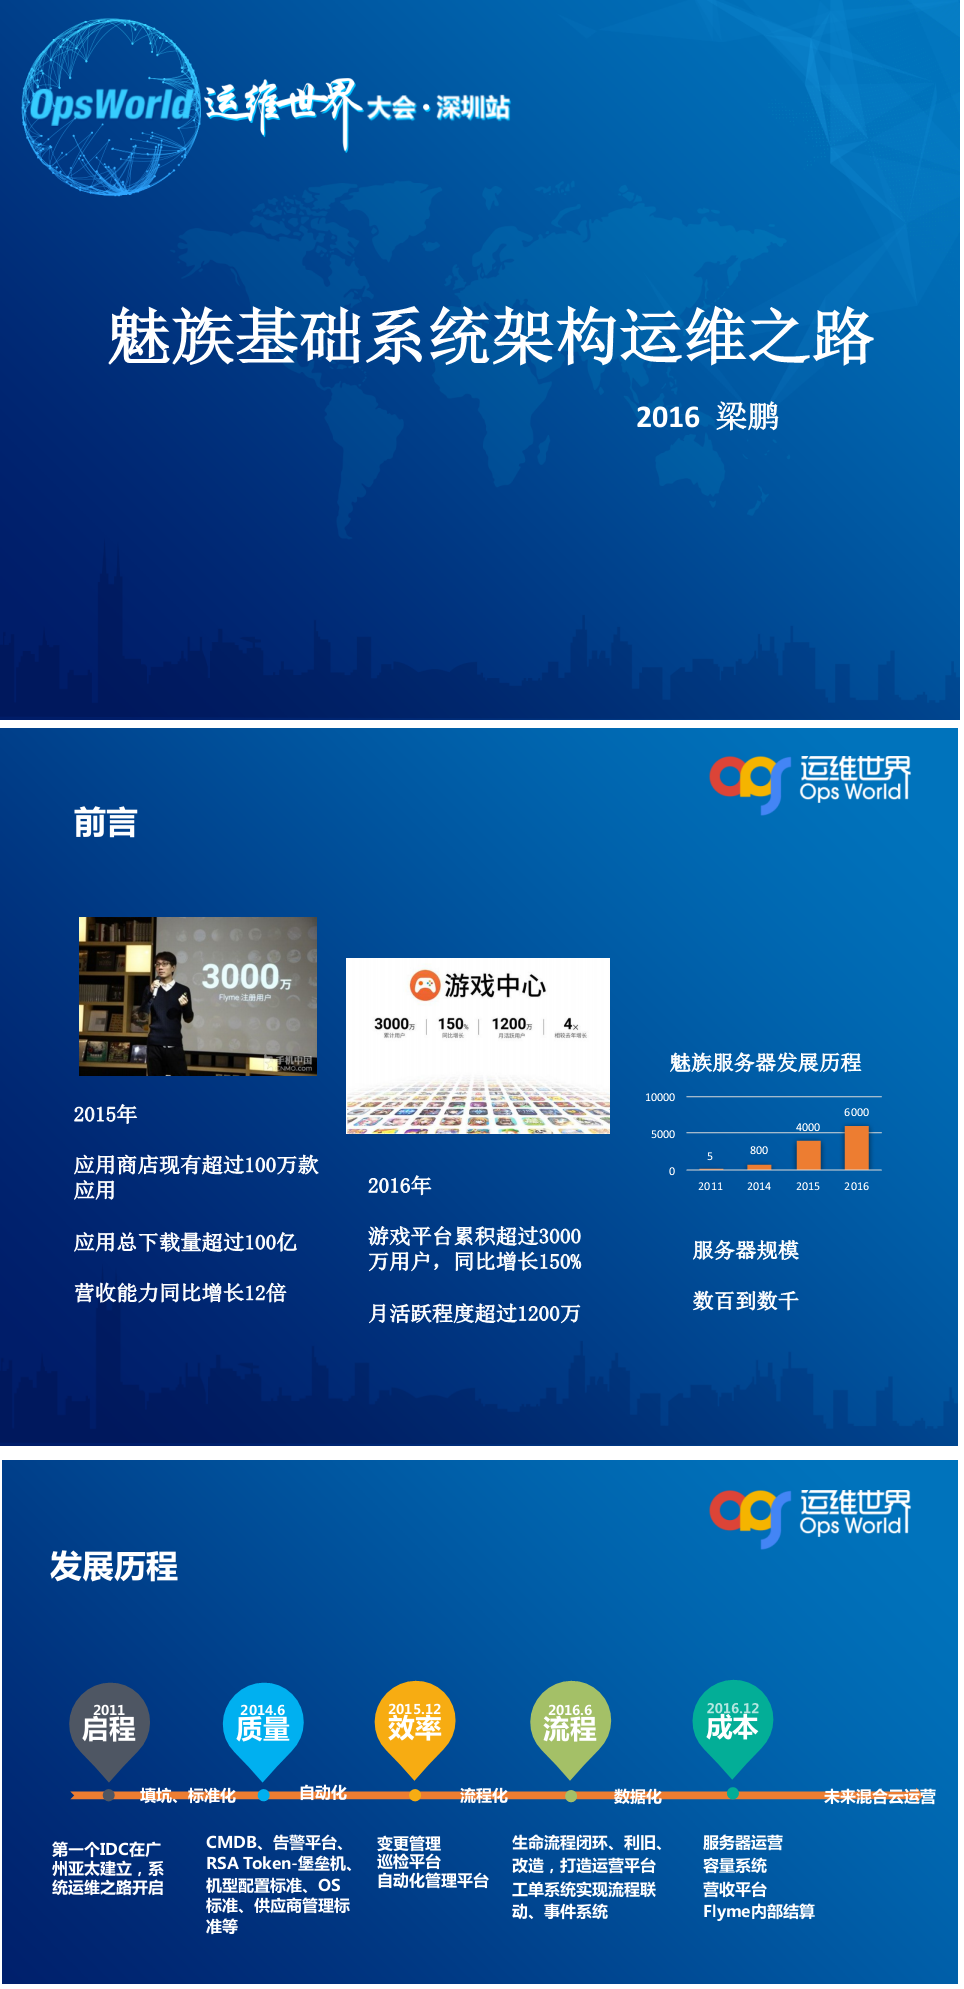 OpsWorld 运维世界 大会·深圳站
魅族基础系统架构运维之路
2016 梁鹏
运维世界
Ops World
前言
3000万
Flyme 注册用户
游戏中心
3000万 150% 1200万 4×
累计用户 同比增长 月活跃用户
2015年
应用商店现有超过100万款
应用
应用总下载量超过100亿
营收能力同比增长12倍
2016年
游戏平台累积超过3000
万用户，同比增长150%
月活跃程度超过1200万
魅族服务器发展历程
10000
5000
0
5
800
4000
6000
2011 2014 2015 2016
服务器规模
数百到数千
运维世界
Ops World
发展历程
2011
启程
2014.6
质量
2015.12
效率
2016.6
流程
2016.12
成本
填坑、标准化
自动化
流程化
数据化
未来混合云运营
第一个IDC在广
州亚太建立，系
统运维之路开启
CMDB、告警平台、
RSA Token-堡垒机、
机型配置标准、OS
标准、供应商管理标
准等
变更管理
巡检平台
自动化管理平台
生命流程闭环、利旧、
改造，打造运营平台
工单系统实现流程联
动、事件系统
服务器运营
容量系统
营收平台
Flyme内部结算